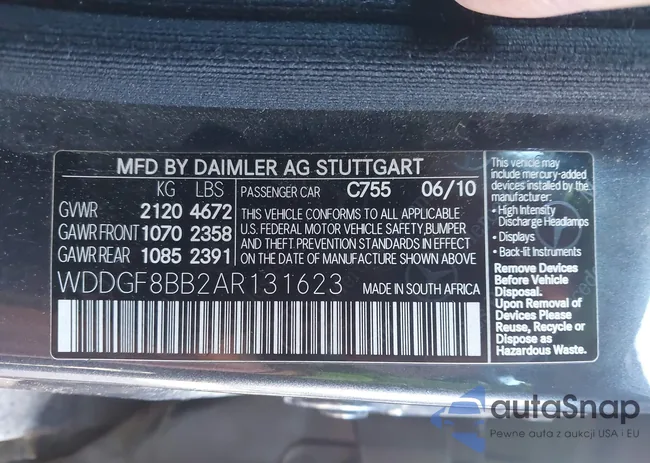 MFD BY DAIMLER AG STUTTGART
KG LBS PASSENGER CAR C755 06/10
GVWR 2120 4672
GAWR FRONT 1070 2358
GAWR REAR 1085 2391
THIS VEHICLE CONFORMS TO ALL APPLICABLE
U.S. FEDERAL MOTOR VEHICLE SAFETY,BUMPER
AND THEFT PREVENTION STANDARDS IN EFFECT
ON THE DATE OF MANUFACTURE SHOWN ABOVE.
WDDGF8BB2AR131623 MADE IN SOUTH AFRICA
This vehicle may
include mercury-added
devices installed by the
manufacturer:
• High Intensity
Discharge Headlamps
• Displays
• Back-lit Instruments
Remove Devices
Before Vehicle
Disposal.
Upon Removal of
Devices Please
Reuse, Recycle or
Dispose as
Hazardous Waste.
autaSnap
Pewne auta z aukcji USA i EU